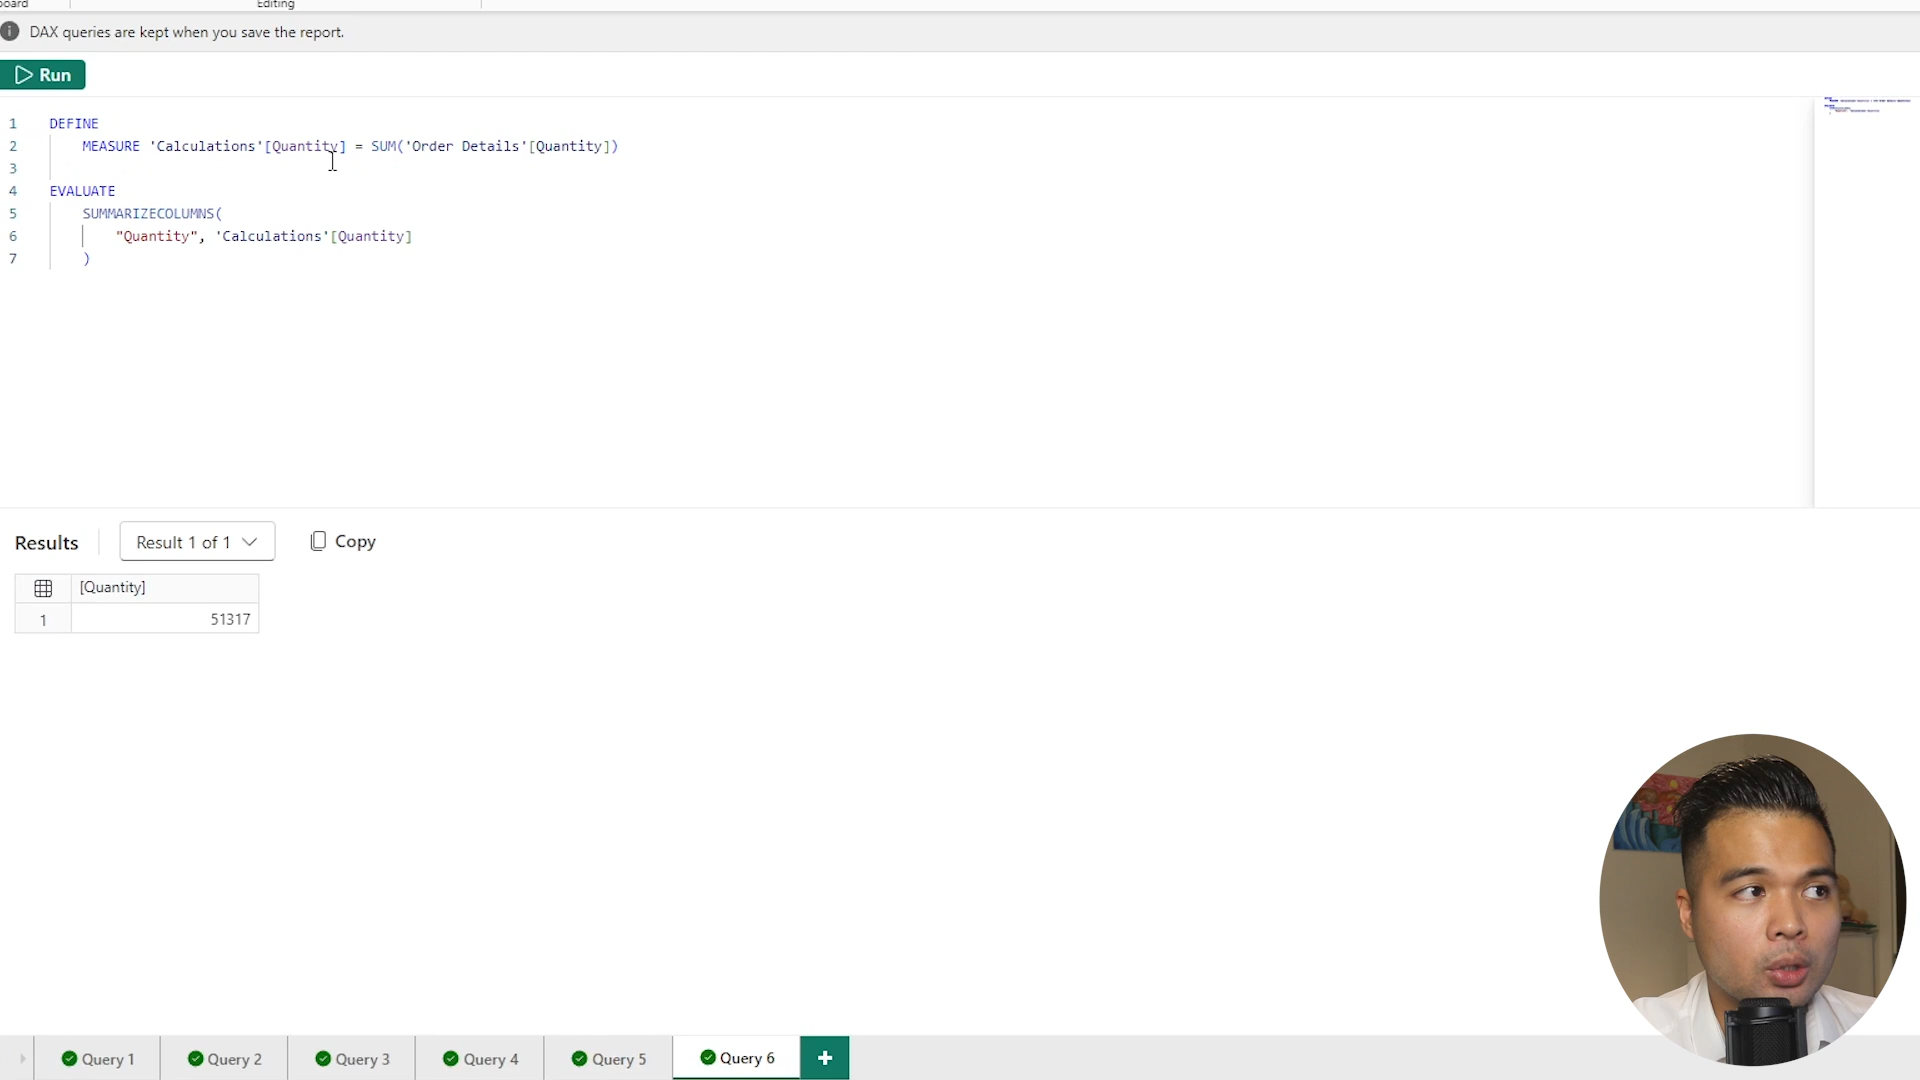 board
Editing
DAX queries are kept when you save the report.
Run
1 DEFINE
2 MEASURE 'Calculations'[Quantity] = SUM('Order Details'[Quantity])
3
4 EVALUATE
5 SUMMARIZECOLUMNS(
6 "Quantity", 'Calculations'[Quantity]
7 )
Results Result 1 of 1 Copy
[Quantity]
1 51317
Query 1 Query 2 Query 3 Query 4 Query 5 Query 6 +